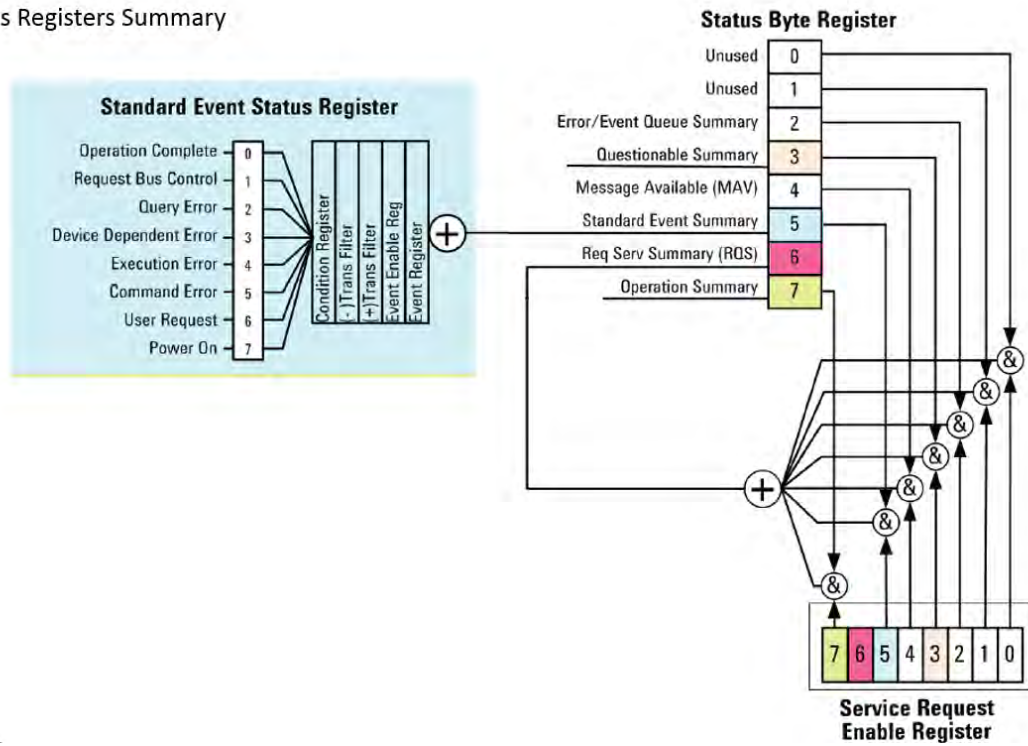 s Registers Summary
Status Byte Register
Unused 0
Unused 1
Error/Event Queue Summary 2
Questionable Summary 3
Message Available (MAV) 4
Standard Event Summary 5
Req Serv Summary (RQS) 6
Operation Summary 7
Standard Event Status Register
Operation Complete 0
Request Bus Control 1
Query Error 2
Device Dependent Error 3
Execution Error 4
Command Error 5
User Request 6
Power On 7
Condition Register
(-)Trans Filter
(+)Trans Filter
Event Enable Reg
Event Register
+
&
&
&
&
+
&
&
&
7 6 5 4 3 2 1 0
Service Request
Enable Register